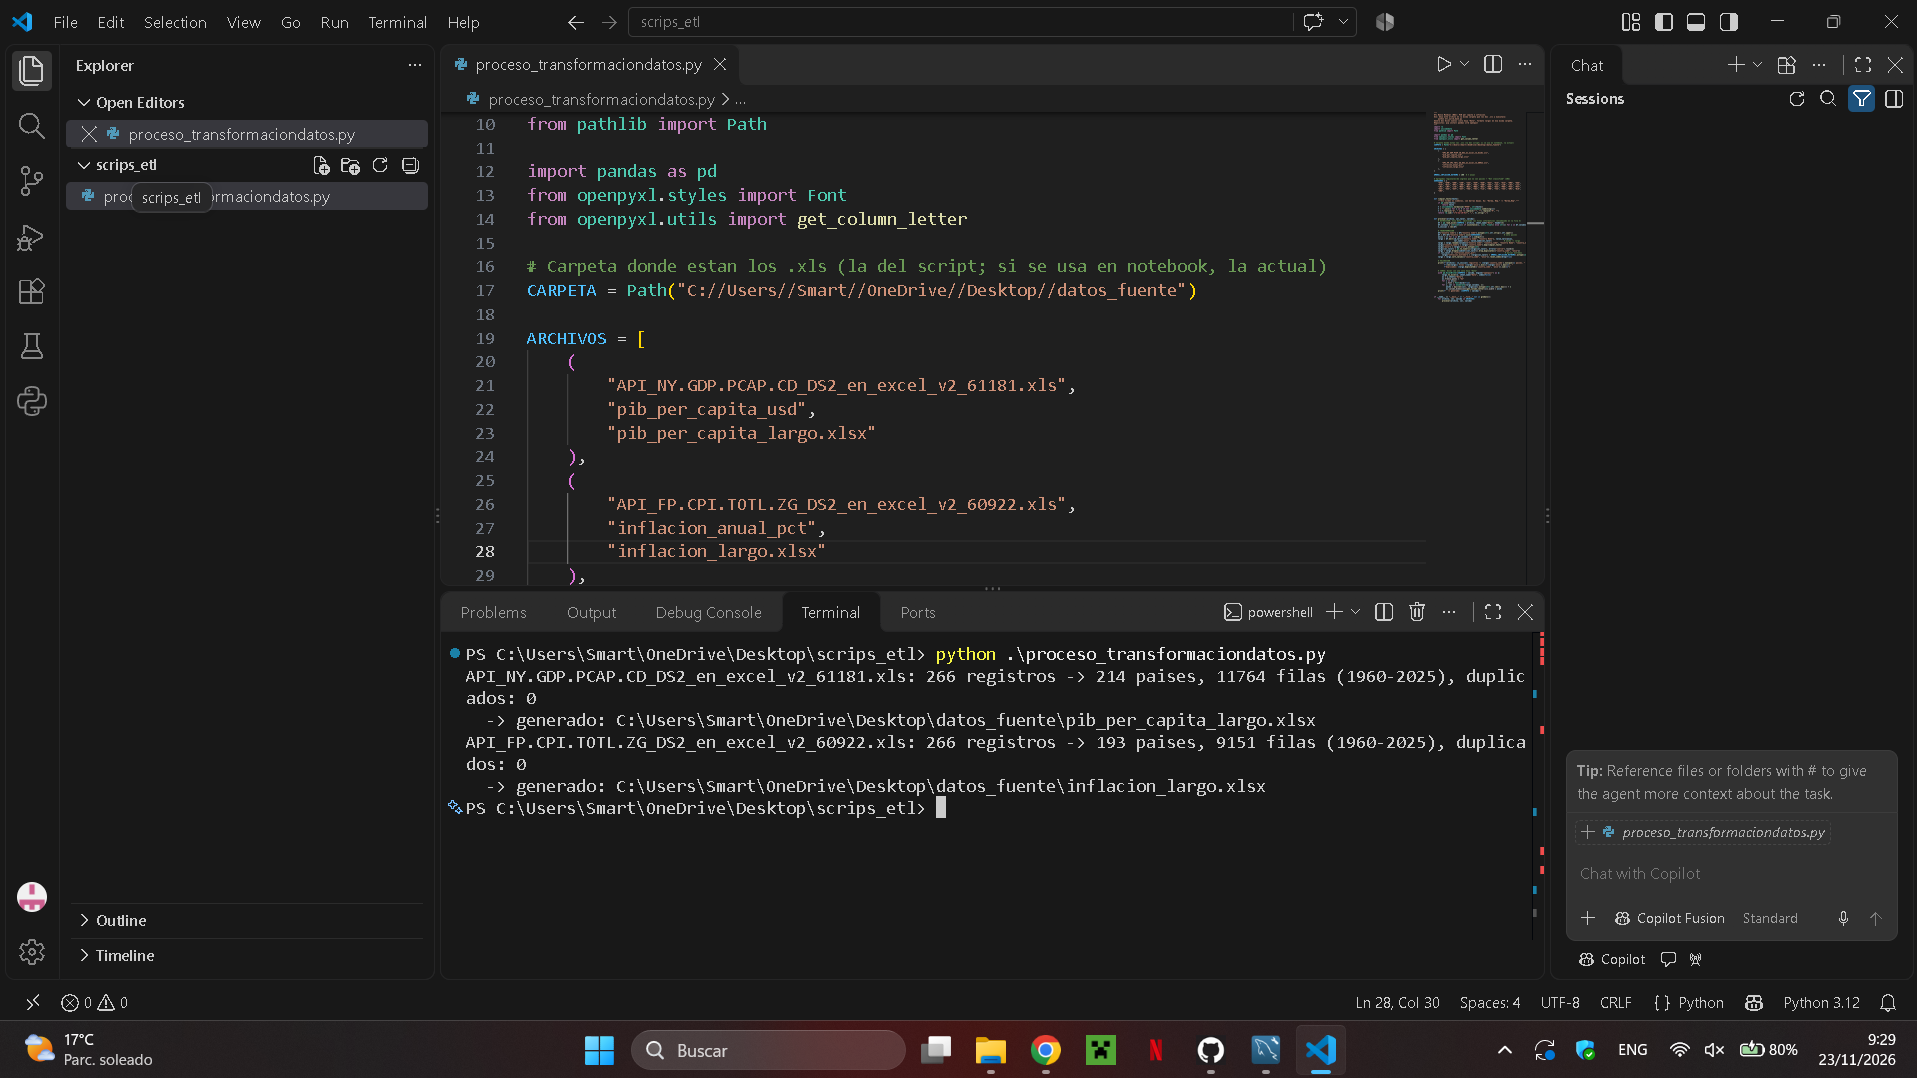 File Edit Selection View Go Run Terminal Help
scrips_etl
Explorer
Open Editors
proceso_transformaciondatos.py
scrips_etl
proc
rmaciondatos.py
scrips_etl
proceso_transformaciondatos.py
proceso_transformaciondatos.py > ...
10 from pathlib import Path
11
12 import pandas as pd
13 from openpyxl.styles import Font
14 from openpyxl.utils import get_column_letter
15
16 # Carpeta donde estan los .xls (la del script; si se usa en notebook, la actual)
17 CARPETA = Path("C://Users//Smart//OneDrive//Desktop//datos_fuente")
18
19 ARCHIVOS = [
20 (
21 "API_NY.GDP.PCAP.CD_DS2_en_excel_v2_61181.xls",
22 "pib_per_capita_usd",
23 "pib_per_capita_largo.xlsx"
24 ),
25 (
26 "API_FP.CPI.TOTL.ZG_DS2_en_excel_v2_60922.xls",
27 "inflacion_anual_pct",
28 "inflacion_largo.xlsx"
29 ),
Problems Output Debug Console Terminal Ports
powershell
PS C:\Users\Smart\OneDrive\Desktop\scrips_etl> python .\proceso_transformaciondatos.py
API_NY.GDP.PCAP.CD_DS2_en_excel_v2_61181.xls: 266 registros -> 214 paises, 11764 filas (1960-2025), duplic
ados: 0
-> generado: C:\Users\Smart\OneDrive\Desktop\datos_fuente\pib_per_capita_largo.xlsx
API_FP.CPI.TOTL.ZG_DS2_en_excel_v2_60922.xls: 266 registros -> 193 paises, 9151 filas (1960-2025), duplica
dos: 0
-> generado: C:\Users\Smart\OneDrive\Desktop\datos_fuente\inflacion_largo.xlsx
PS C:\Users\Smart\OneDrive\Desktop\scrips_etl>
Chat
Sessions
Tip: Reference files or folders with # to give
the agent more context about the task.
proceso_transformaciondatos.py
Chat with Copilot
Copilot Fusion Standard
Copilot
Outline
Timeline
0 0
Ln 28, Col 30 Spaces: 4 UTF-8 CRLF {} Python Python 3.12
17°C
Parc. soleado
Buscar
ENG
80%
9:29
23/11/2026